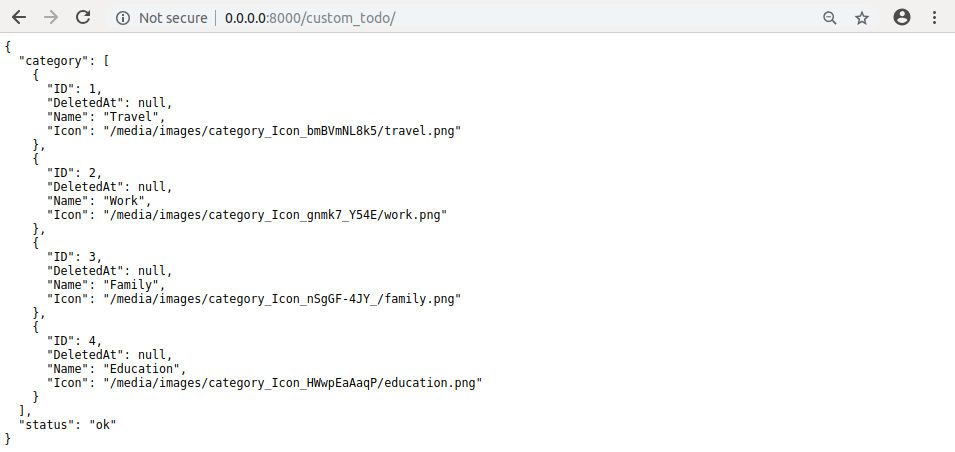 Not secure | 0.0.0.0:8000/custom_todo/
{
  "category": [
    {
      "ID": 1,
      "DeletedAt": null,
      "Name": "Travel",
      "Icon": "/media/images/category_Icon_bmBVmNL8k5/travel.png"
    },
    {
      "ID": 2,
      "DeletedAt": null,
      "Name": "Work",
      "Icon": "/media/images/category_Icon_gnmk7_Y54E/work.png"
    },
    {
      "ID": 3,
      "DeletedAt": null,
      "Name": "Family",
      "Icon": "/media/images/category_Icon_nSgGF-4JY_/family.png"
    },
    {
      "ID": 4,
      "DeletedAt": null,
      "Name": "Education",
      "Icon": "/media/images/category_Icon_HWwpEaAaqP/education.png"
    }
  ],
  "status": "ok"
}